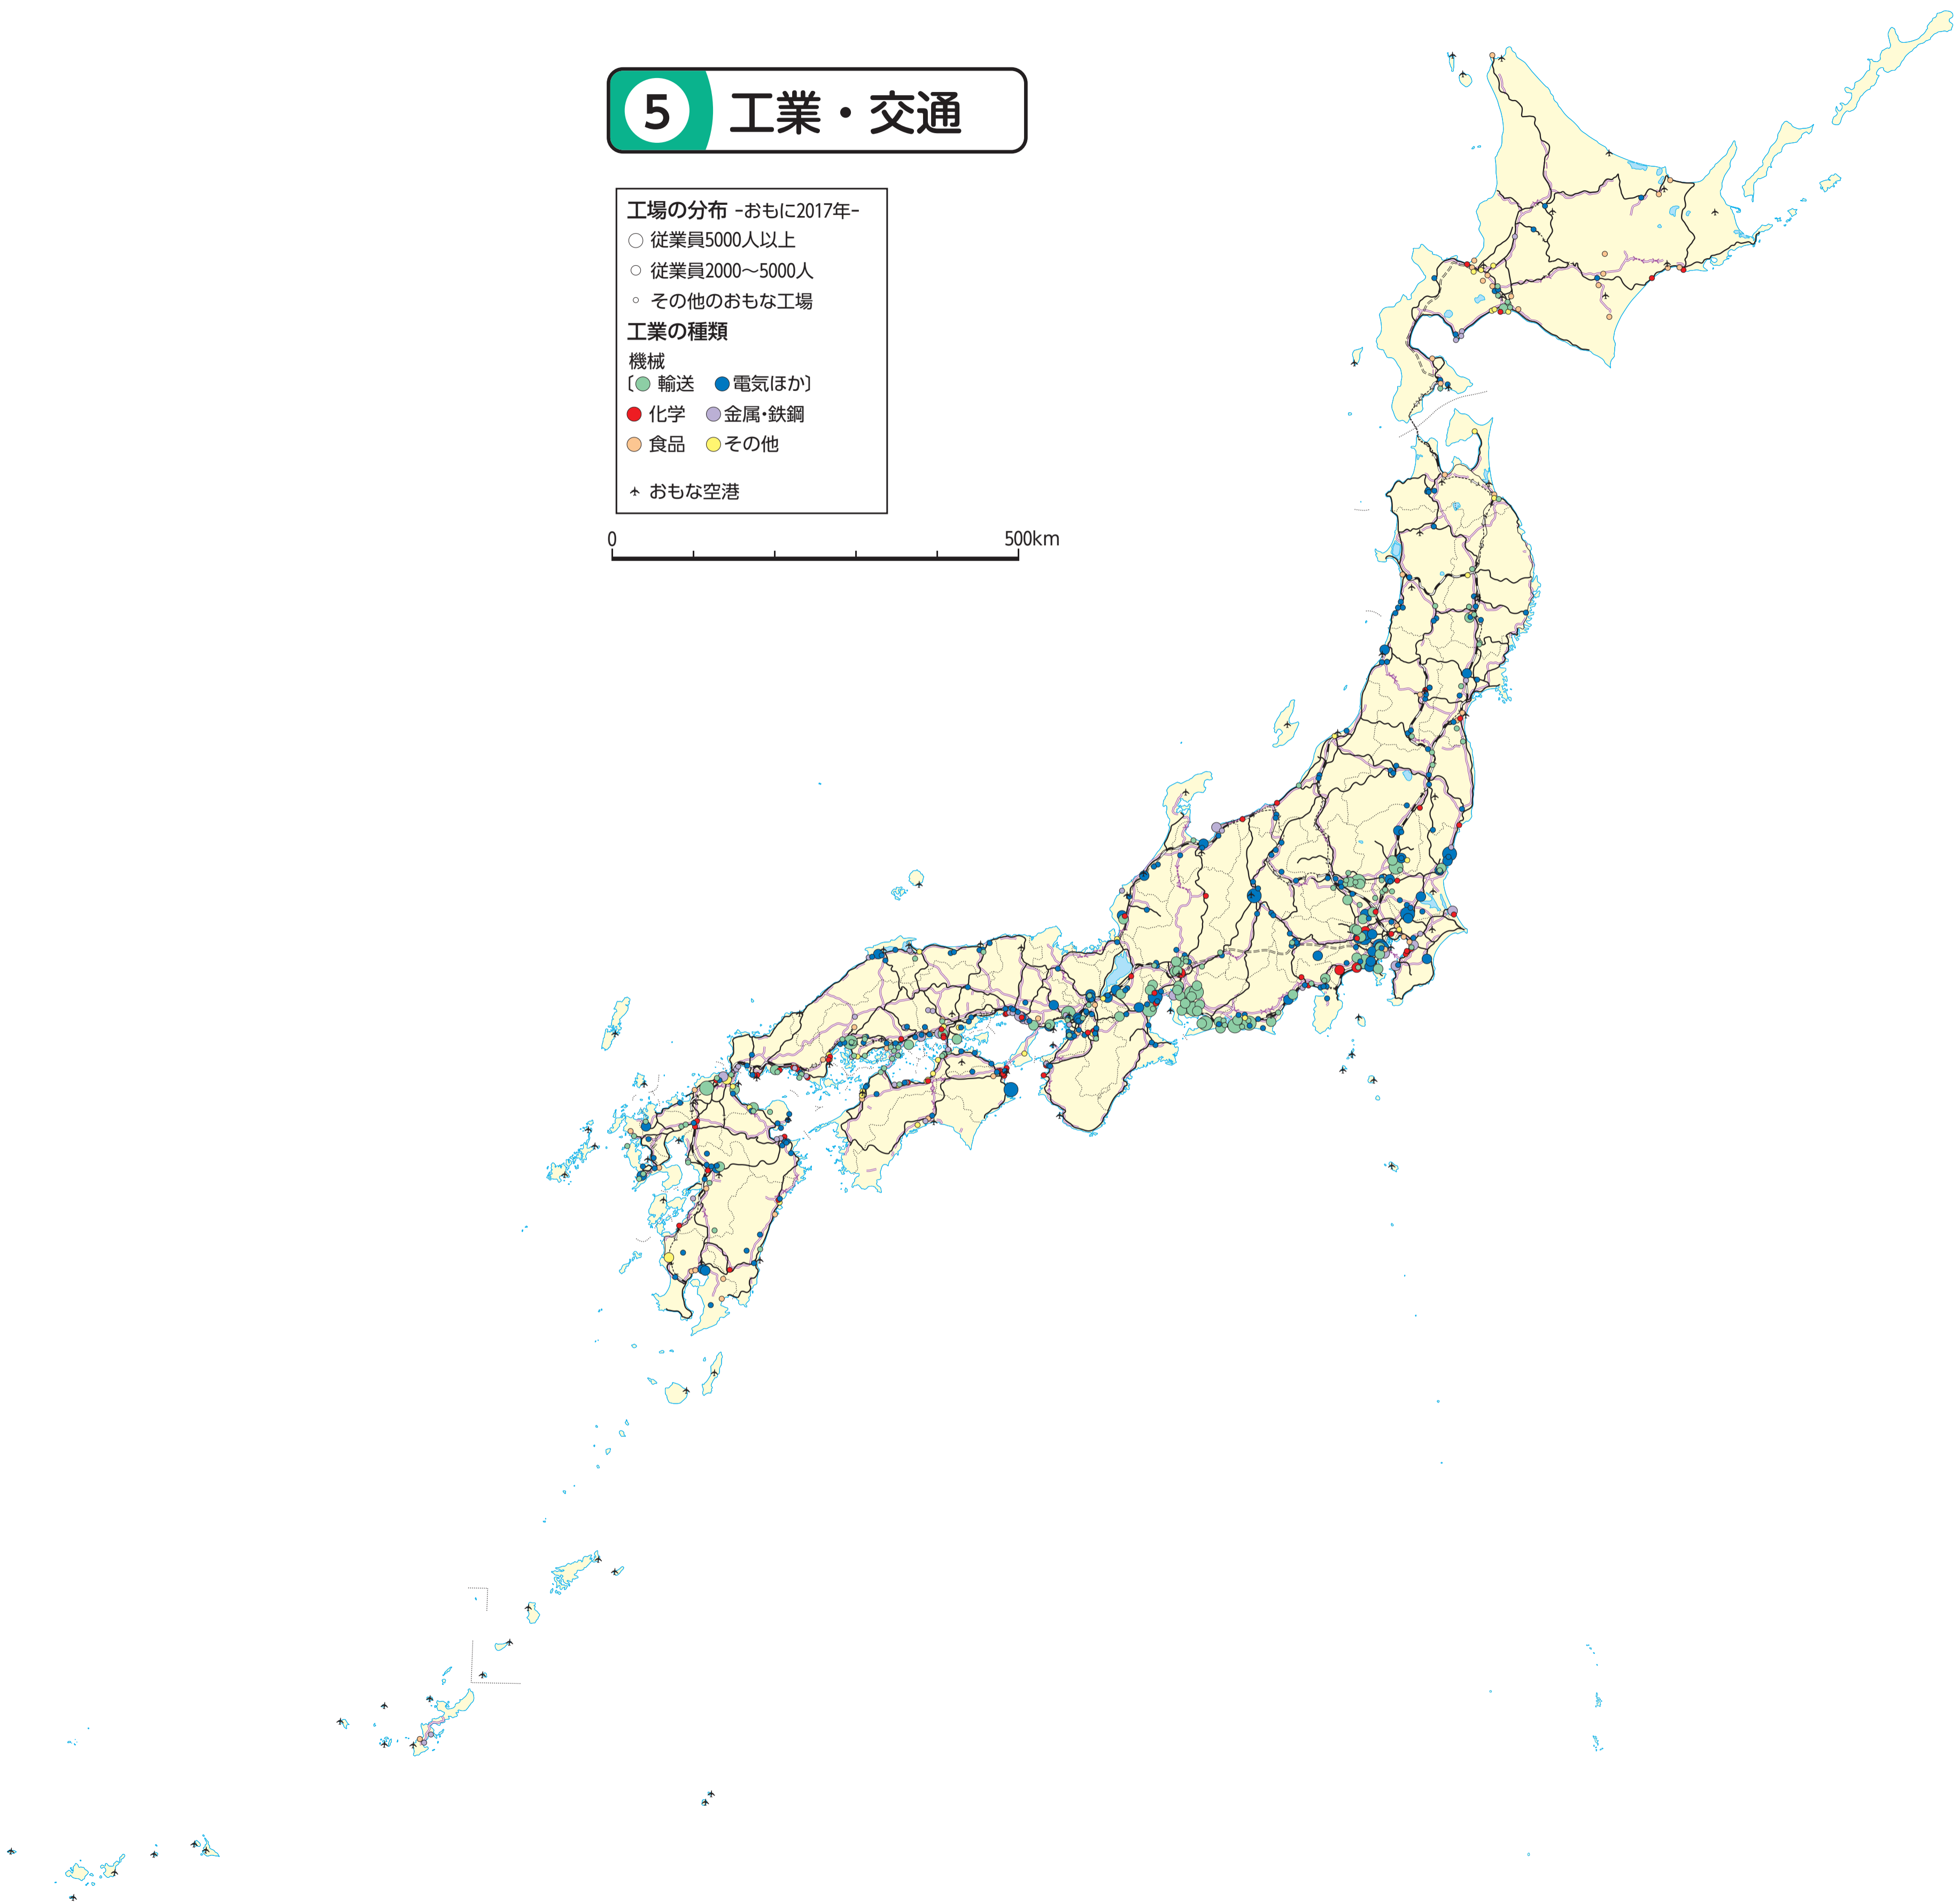 5 工業・交通
工場の分布 -おもに2017年-
従業員5000人以上
従業員2000〜5000人
その他のおもな工場
工業の種類
機械
〔輸送 電気ほか〕
化学 金属・鉄鋼
食品 その他
おもな空港
0 500km